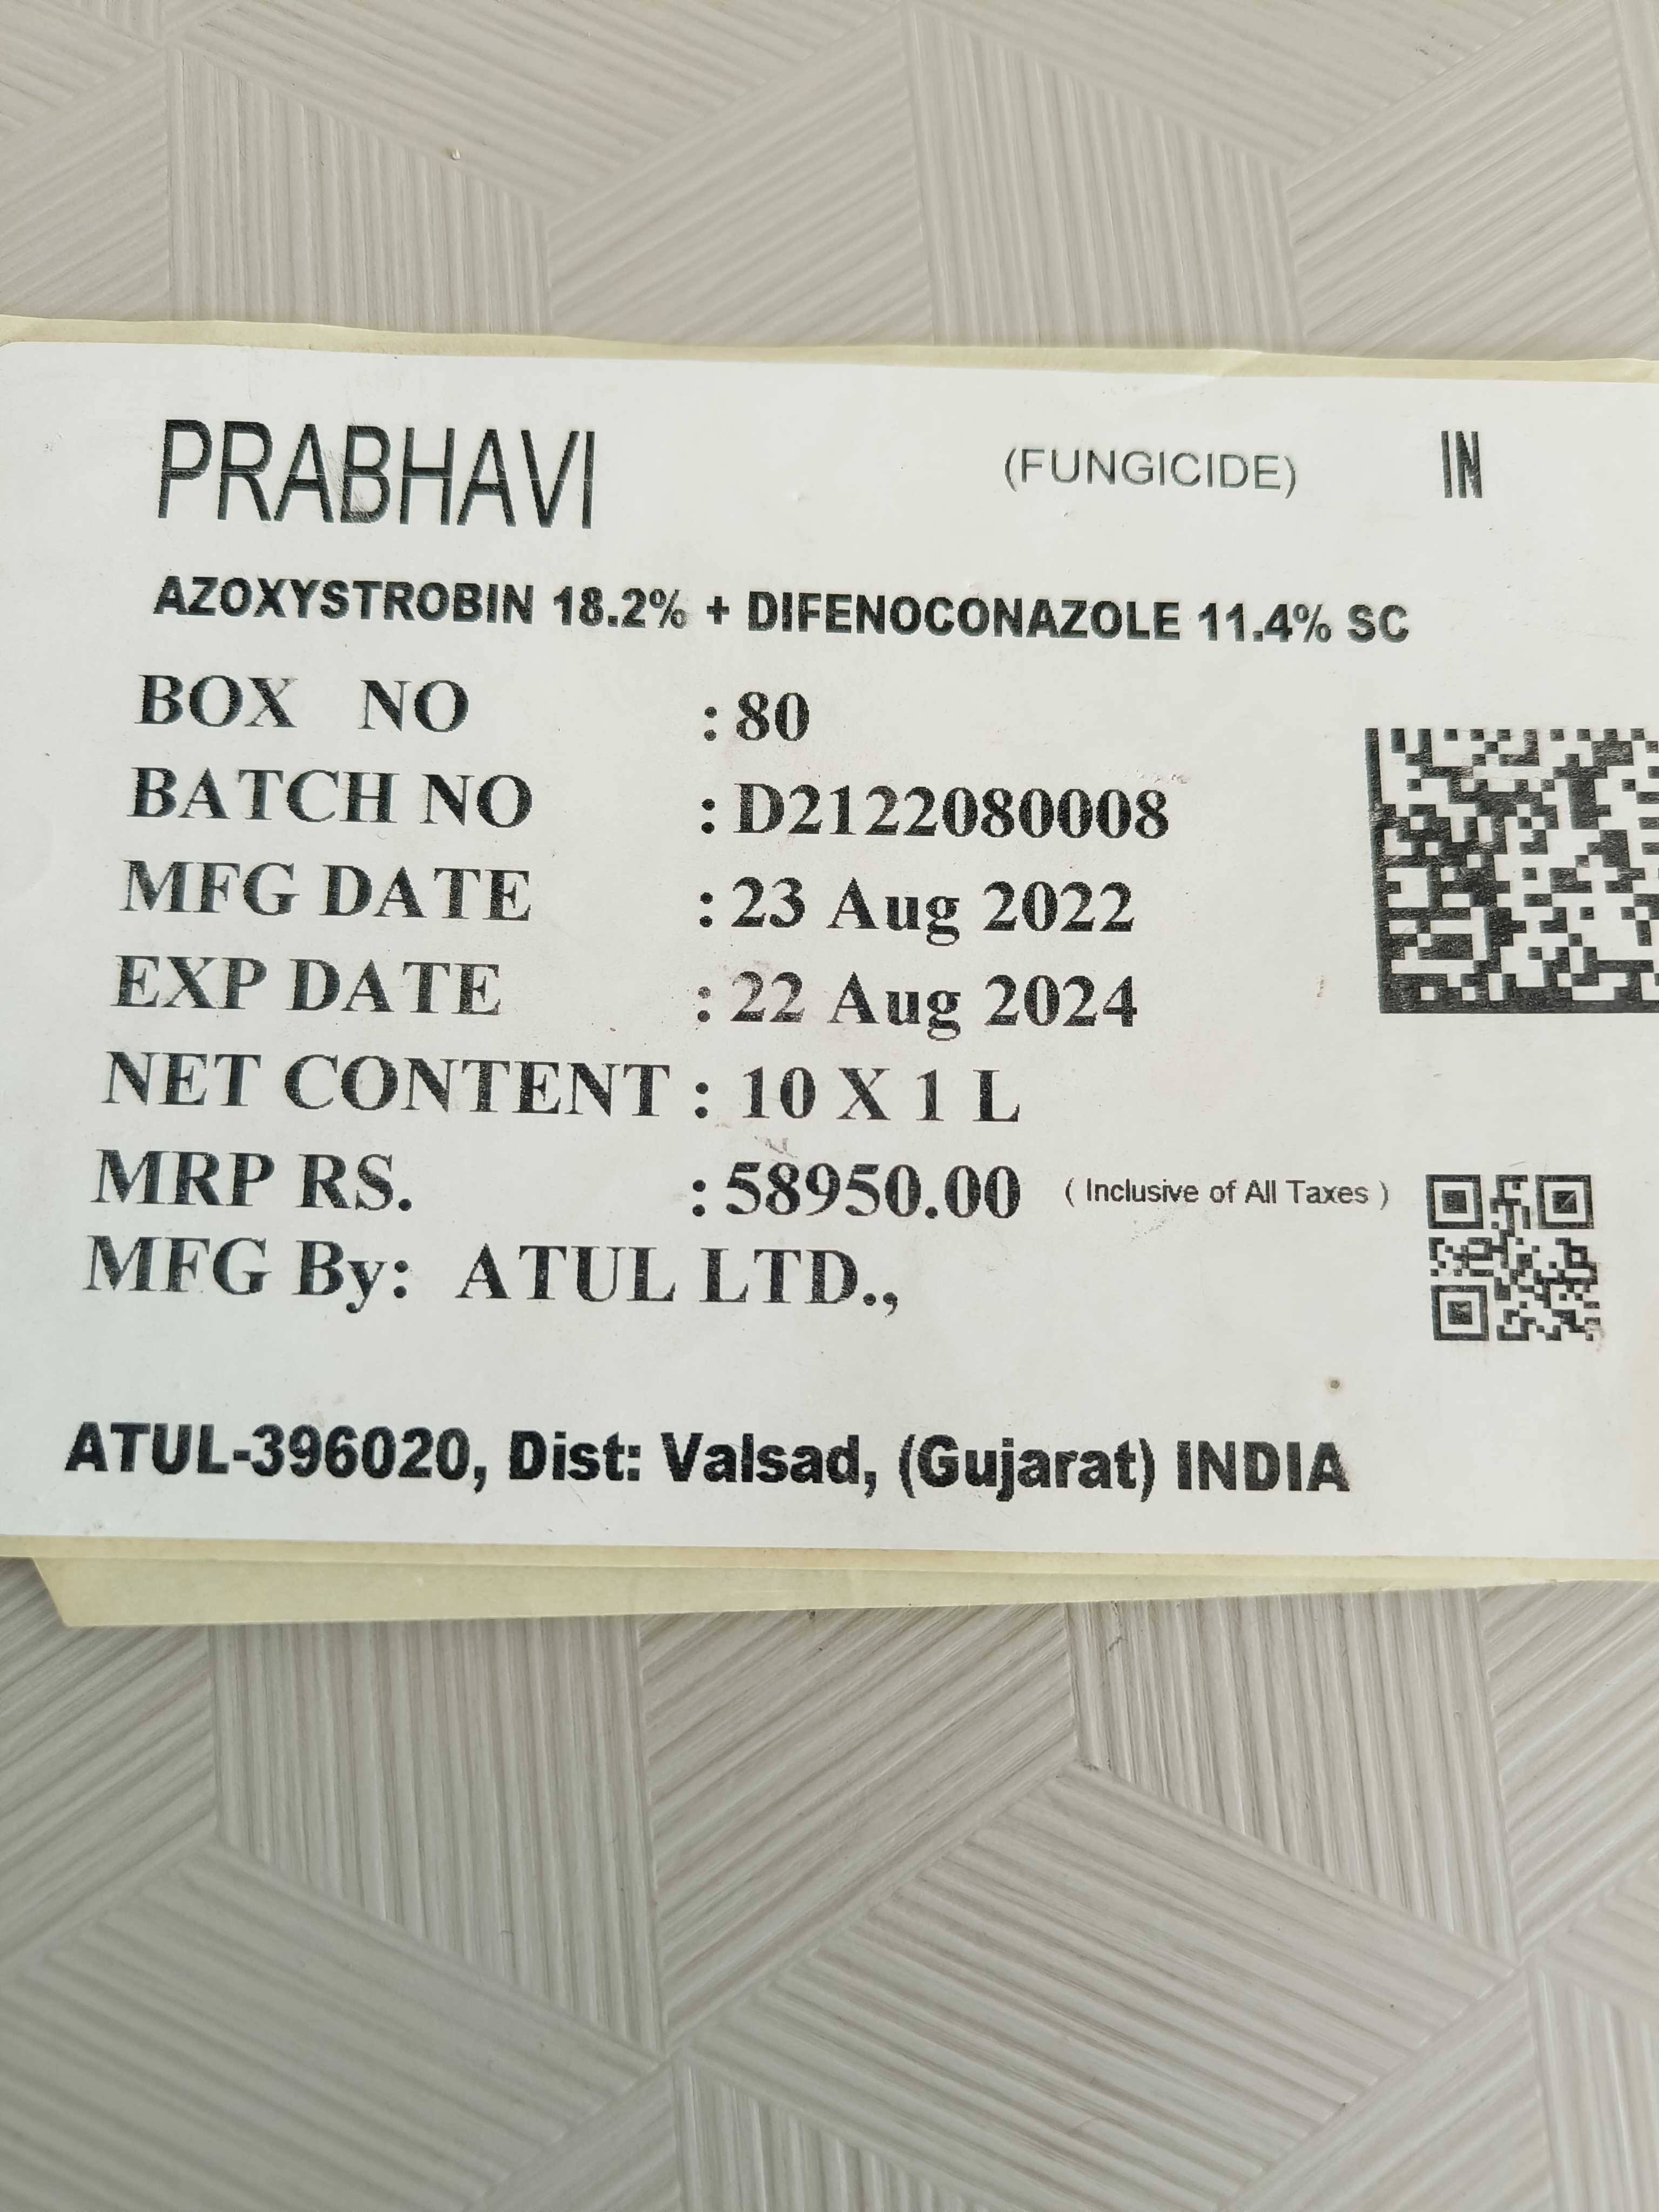 PRABHAVI (FUNGICIDE) IN
AZOXYSTROBIN 18.2% + DIFENOCONAZOLE 11.4% SC
BOX NO : 80
BATCH NO : D2122080008
MFG DATE : 23 Aug 2022
EXP DATE : 22 Aug 2024
NET CONTENT : 10 X 1 L
MRP RS. : 58950.00 ( Inclusive of All Taxes )
MFG By: ATUL LTD.,
ATUL-396020, Dist: Valsad, (Gujarat) INDIA